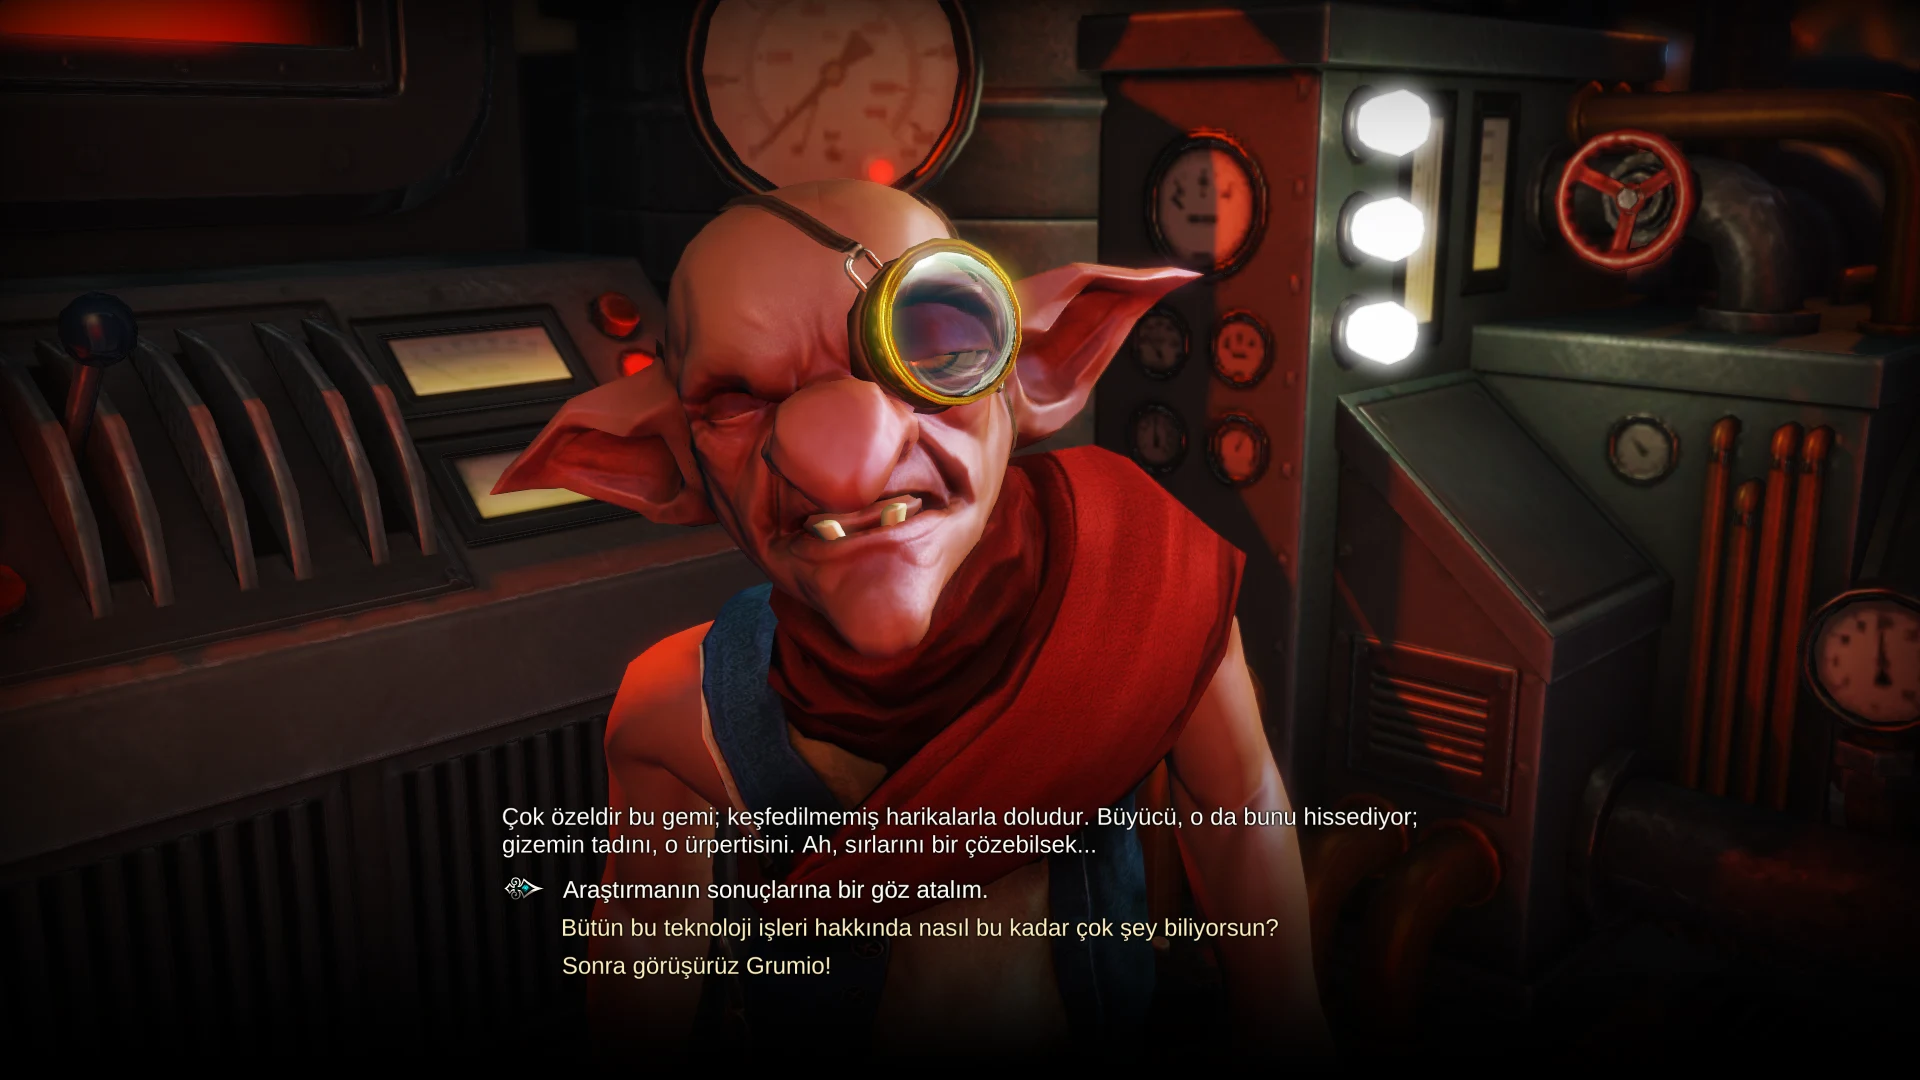 Çok özeldir bu gemi; keşfedilmemiş harikalarla doludur. Büyücü, o da bunu hissediyor;
gizemin tadını, o ürpertisini. Ah, sırlarını bir çözebilsek...
Araştırmanın sonuçlarına bir göz atalım.
Bütün bu teknoloji işleri hakkında nasıl bu kadar çok şey biliyorsun?
Sonra görüşürüz Grumio!